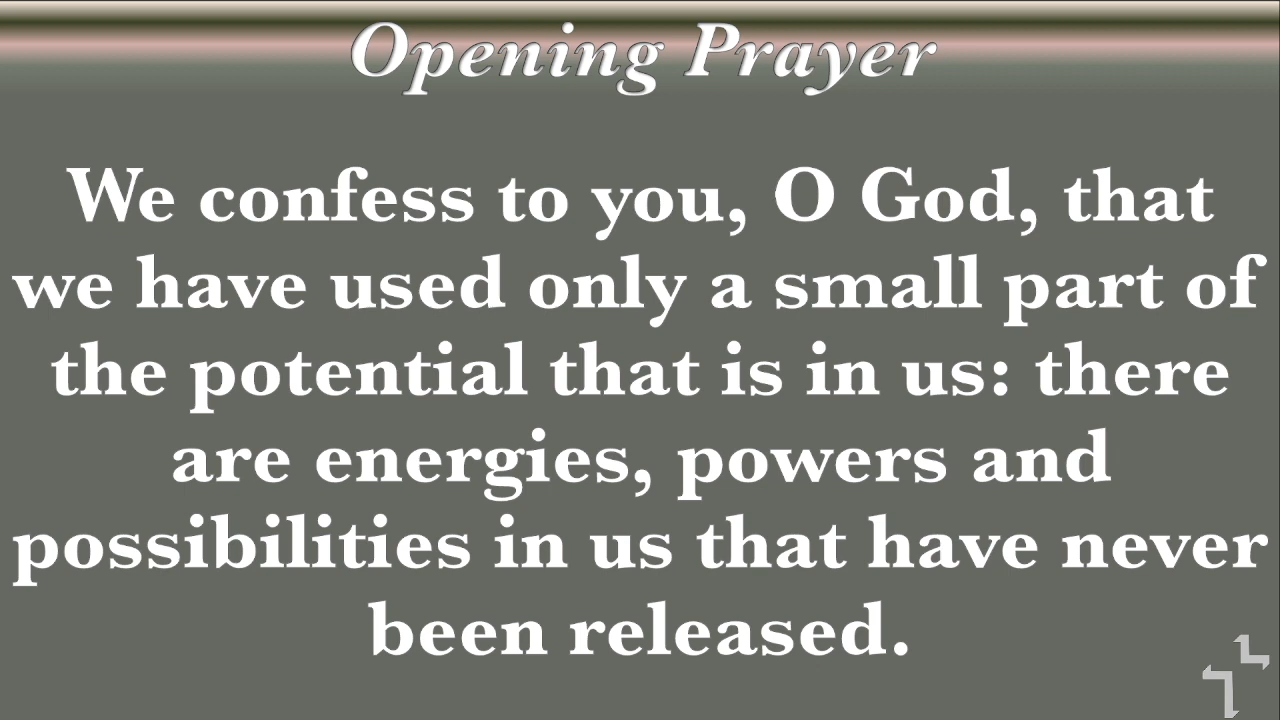 Opening Prayer
We confess to you, O God, that
we have used only a small part of
the potential that is in us: there
are energies, powers and
possibilities in us that have never
been released.